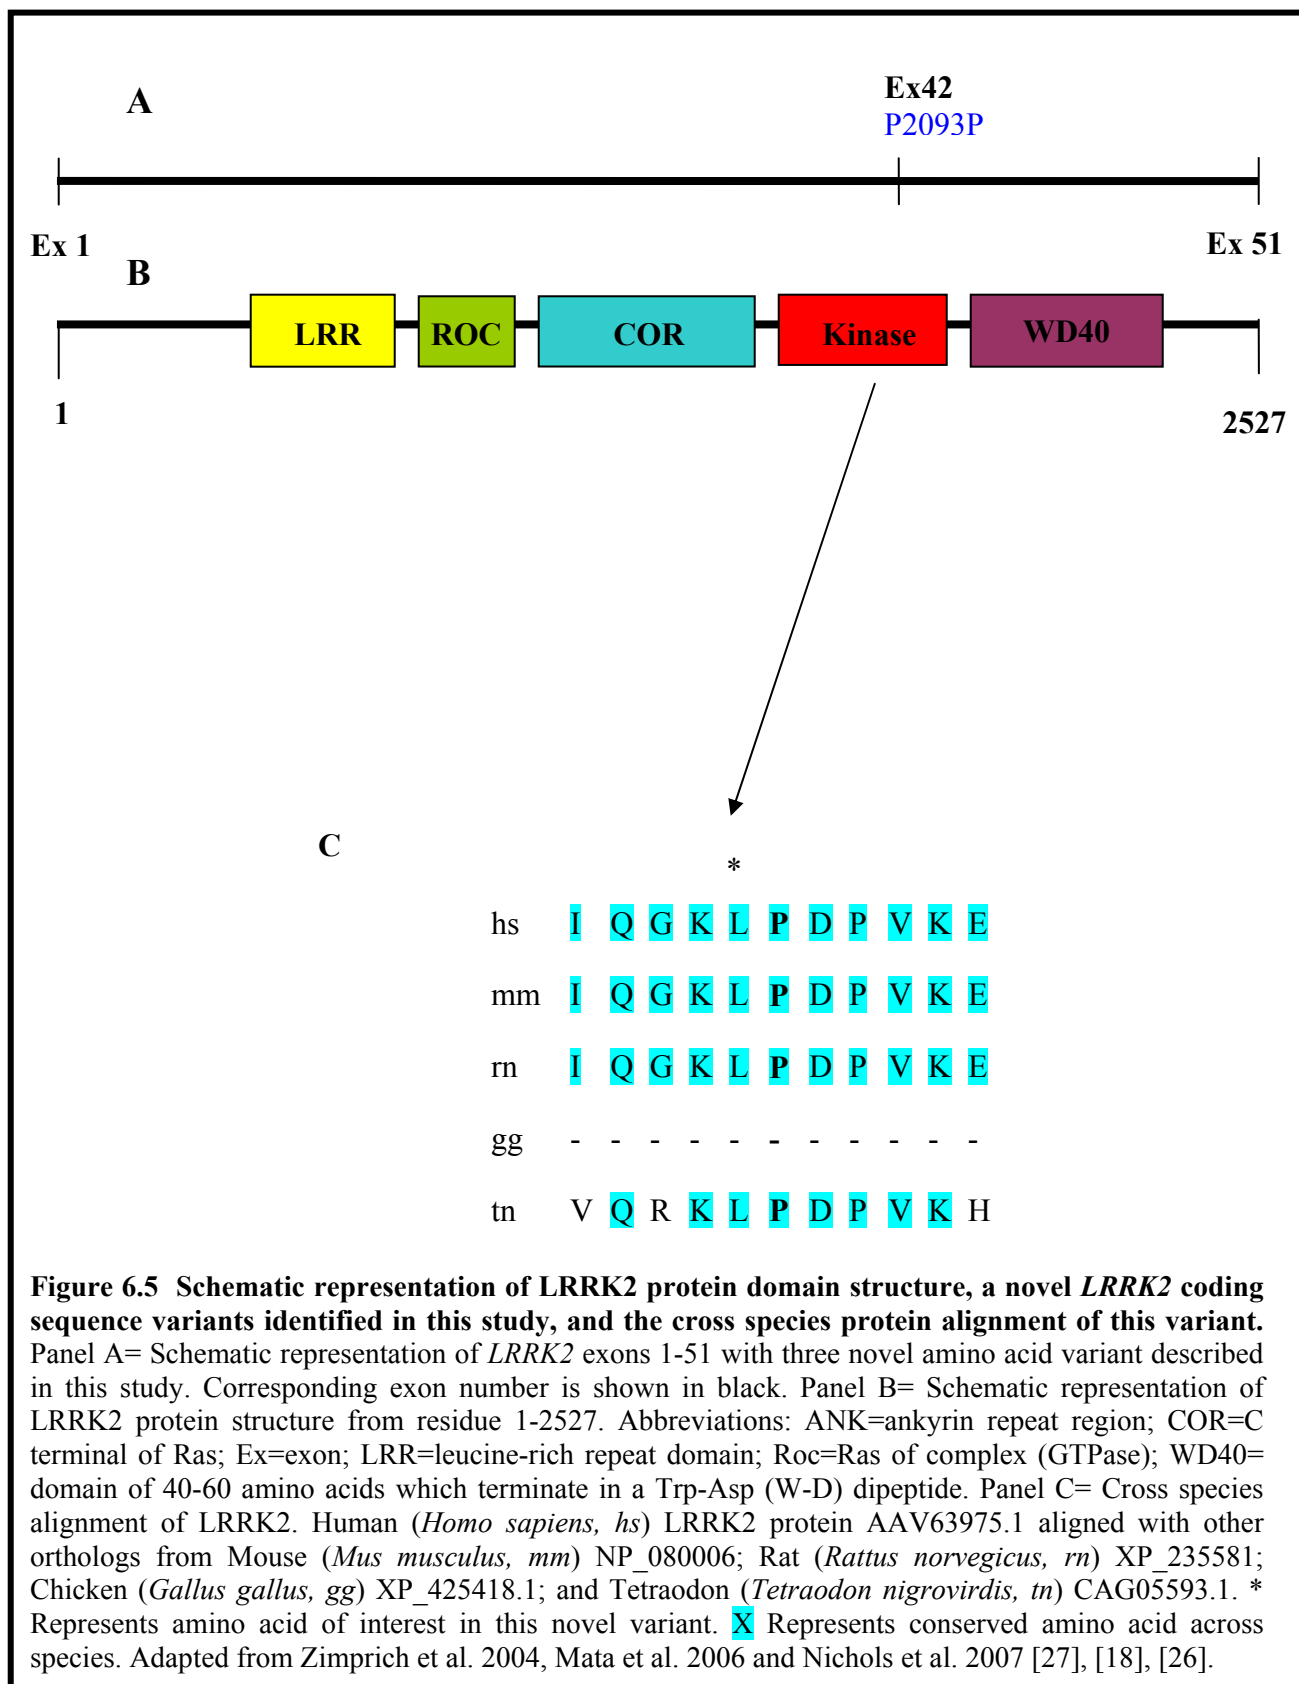 A
Ex42
P2093P
Ex 1
Ex 51
B
LRR ROC COR Kinase WD40
1
2527
C
*
hs I Q G K L P D P V K E
mm I Q G K L P D P V K E
rn I Q G K L P D P V K E
gg - - - - - - - - - - -
tn V Q R K L P D P V K H
Figure 6.5 Schematic representation of LRRK2 protein domain structure, a novel LRRK2 coding
sequence variants identified in this study, and the cross species protein alignment of this variant.
Panel A= Schematic representation of LRRK2 exons 1-51 with three novel amino acid variant described
in this study. Corresponding exon number is shown in black. Panel B= Schematic representation of
LRRK2 protein structure from residue 1-2527. Abbreviations: ANK=ankyrin repeat region; COR=C
terminal of Ras; Ex=exon; LRR=leucine-rich repeat domain; Roc=Ras of complex (GTPase); WD40=
domain of 40-60 amino acids which terminate in a Trp-Asp (W-D) dipeptide. Panel C= Cross species
alignment of LRRK2. Human (Homo sapiens, hs) LRRK2 protein AAV63975.1 aligned with other
orthologs from Mouse (Mus musculus, mm) NP_080006; Rat (Rattus norvegicus, rn) XP_235581;
Chicken (Gallus gallus, gg) XP_425418.1; and Tetraodon (Tetraodon nigrovirdis, tn) CAG05593.1. *
Represents amino acid of interest in this novel variant. X Represents conserved amino acid across
species. Adapted from Zimprich et al. 2004, Mata et al. 2006 and Nichols et al. 2007 [27], [18], [26].